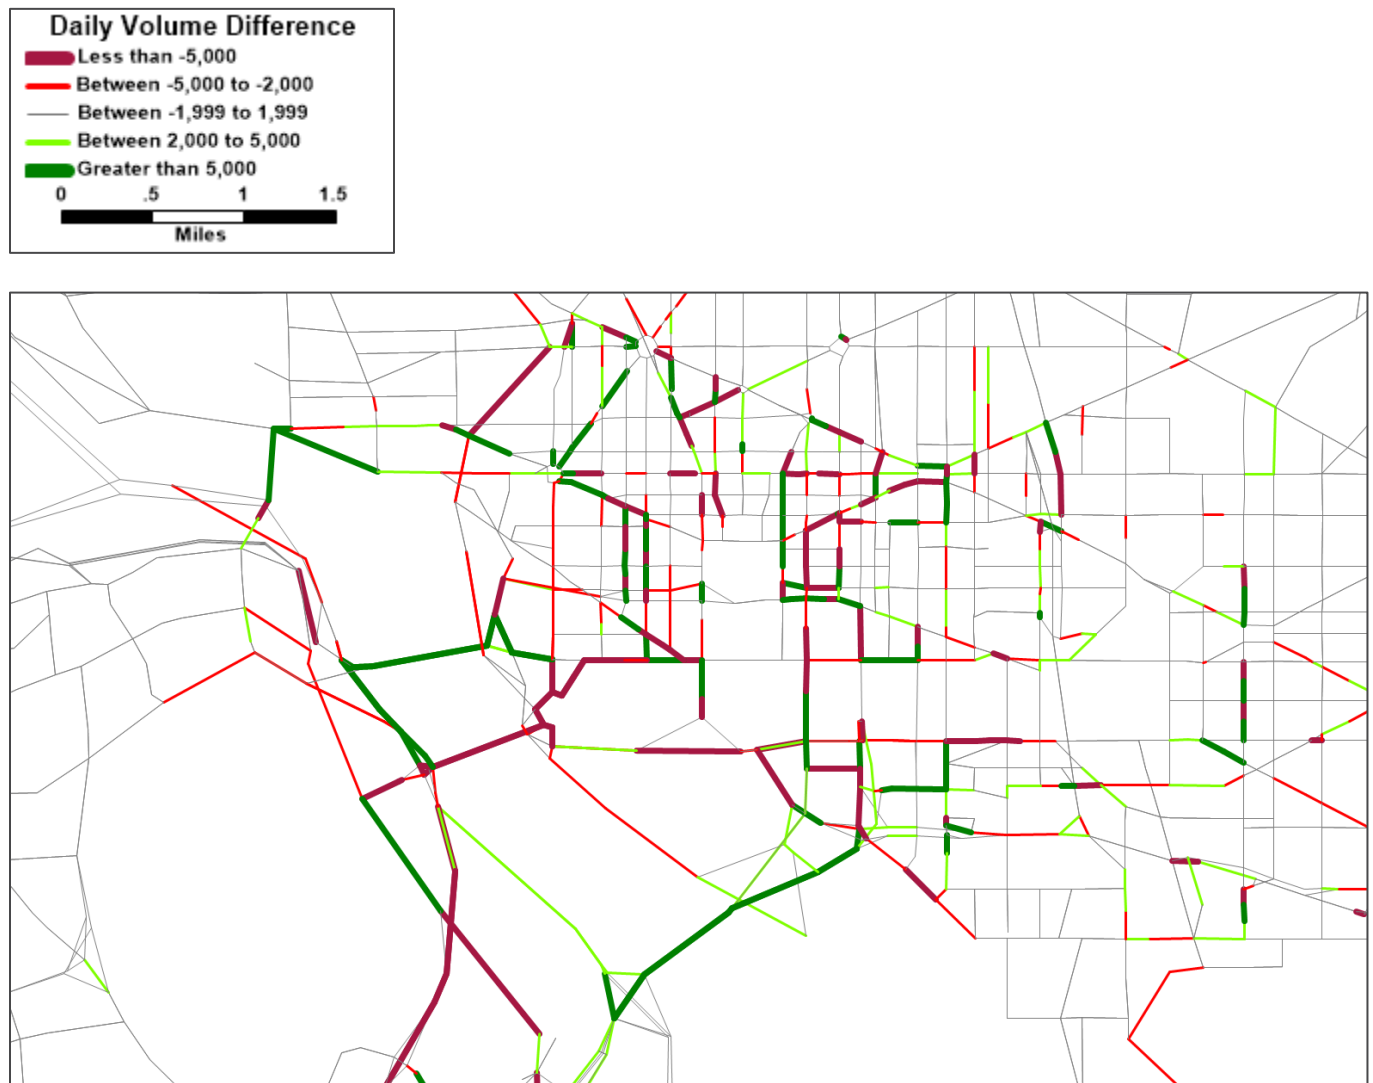 Daily Volume Difference
Less than -5,000
Between -5,000 to -2,000
Between -1,999 to 1,999
Between 2,000 to 5,000
Greater than 5,000
0 .5 1 1.5
Miles